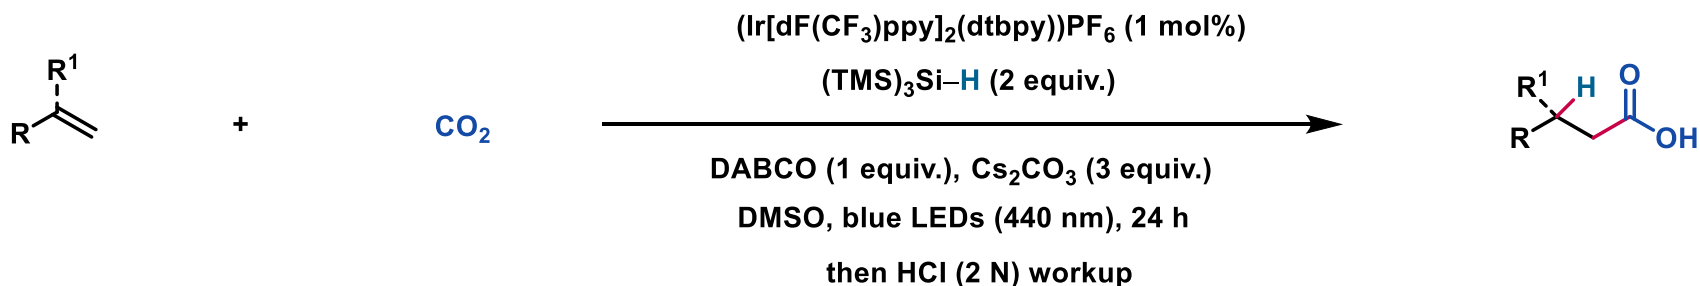 (Ir[dF(CF3)ppy]2(dtbpy))PF6 (1 mol%)
(TMS)3Si–H (2 equiv.)
R1
R
+
CO2
DABCO (1 equiv.), Cs2CO3 (3 equiv.)
DMSO, blue LEDs (440 nm), 24 h
then HCl (2 N) workup
R1 H O
R OH